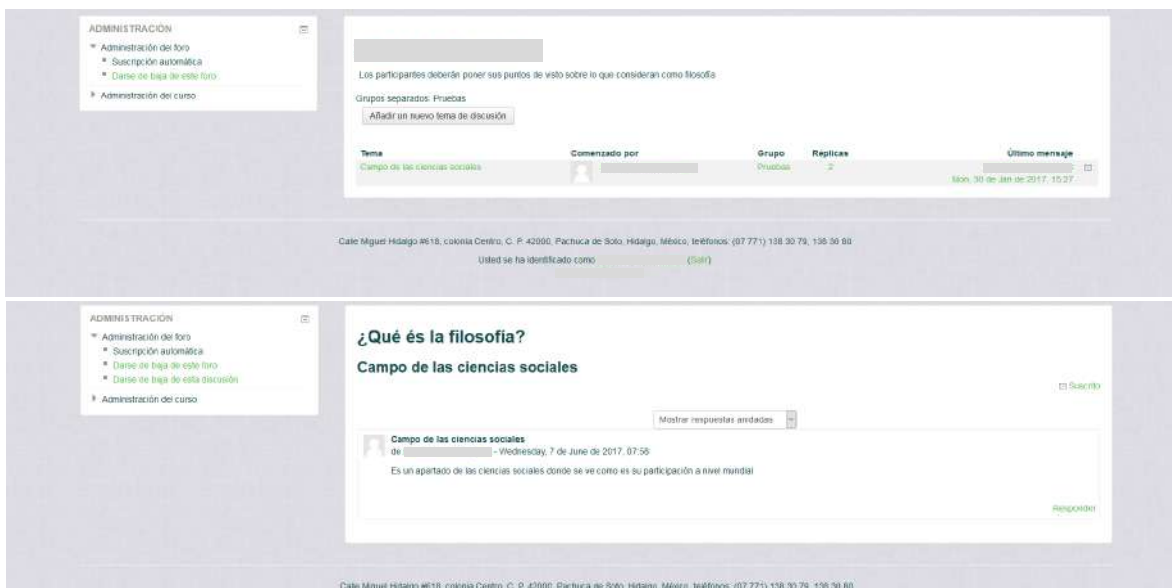 ADMINISTRACIÓN
Administración del foro
Suscripción automática
Darse de baja de este foro
Administración del curso
Los participantes deberán poner sus puntos de visto sobre lo que consideran como filosofía
Grupos separados: Pruebas
Añadir un nuevo tema de discusión
Tema Comenzado por Grupo Réplicas Último mensaje
Campo de las ciencias sociales Pruebas 2
Mon, 30 de Jan de 2017, 15:27
Calle Miguel Hidalgo #618, colonia Centro, C. P. 42000, Pachuca de Soto, Hidalgo, México, teléfonos: (07 771) 138 30 79, 138 30 80
Usted se ha identificado como (Salir)
ADMINISTRACIÓN
Administración del foro
Suscripción automática
Darse de baja de este foro
Darse de baja de esta discusión
Administración del curso
¿Qué és la filosofía?
Campo de las ciencias sociales
Suscrito
Mostrar respuestas anidadas
Campo de las ciencias sociales
de - Wednesday, 7 de June de 2017, 07:58
Es un apartado de las ciencias sociales donde se ve como es su participación a nivel mundial
Responder
Calle Miguel Hidalgo #618, colonia Centro, C. P. 42000, Pachuca de Soto, Hidalgo, México, teléfonos: (07 771) 138 30 79, 138 30 80